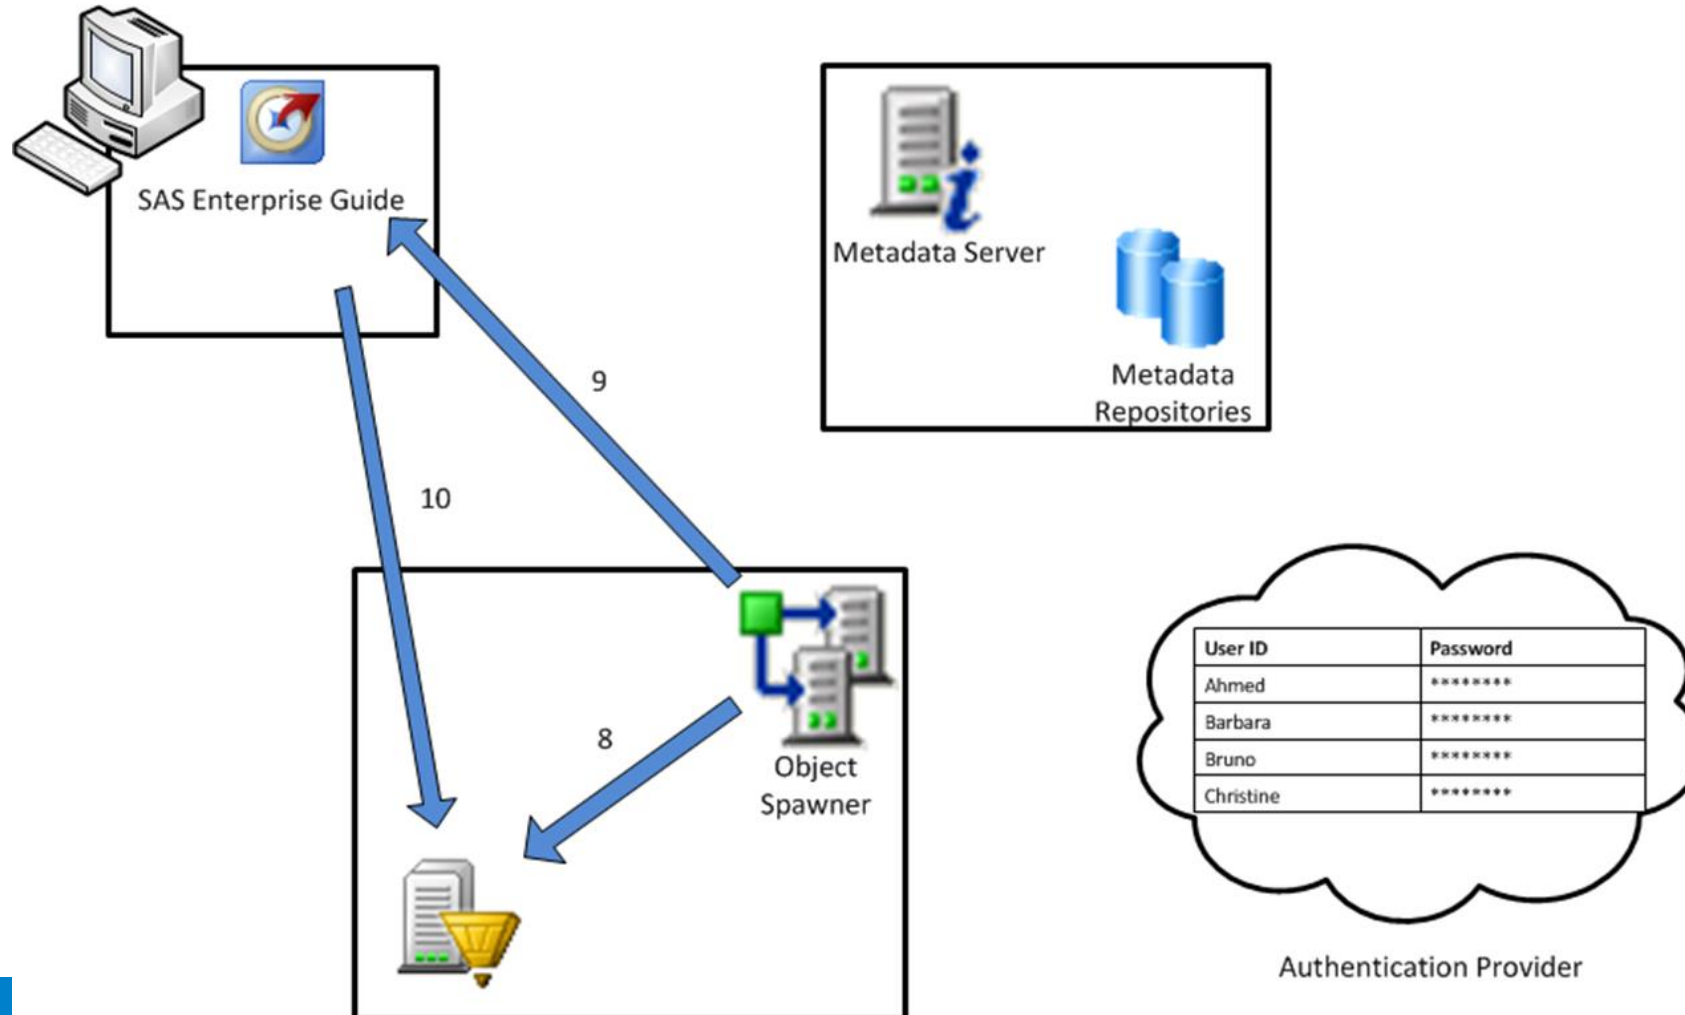 SAS Enterprise Guide
Metadata Server
Metadata
Repositories
9
10
8
Object
Spawner
User ID Password
Ahmed ********
Barbara ********
Bruno ********
Christine ********
Authentication Provider